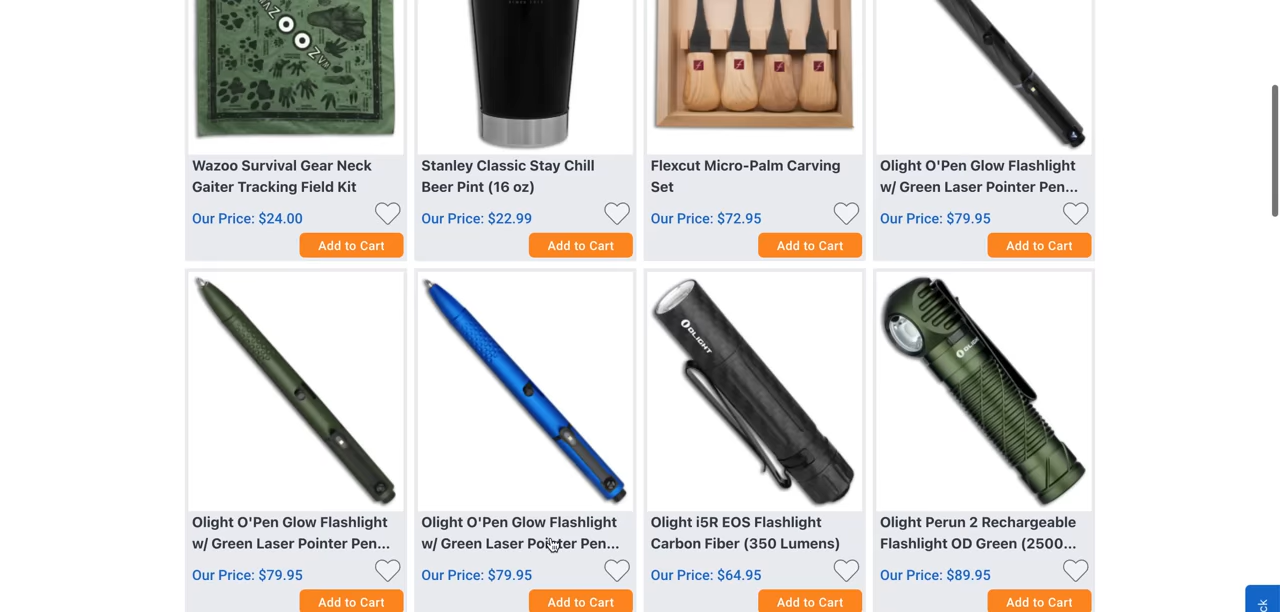 Wazoo Survival Gear Neck
Gaiter Tracking Field Kit
Our Price: $24.00
Add to Cart
Stanley Classic Stay Chill
Beer Pint (16 oz)
Our Price: $22.99
Add to Cart
Flexcut Micro-Palm Carving
Set
Our Price: $72.95
Add to Cart
Olight O'Pen Glow Flashlight
w/ Green Laser Pointer Pen...
Our Price: $79.95
Add to Cart
Olight O'Pen Glow Flashlight
w/ Green Laser Pointer Pen...
Our Price: $79.95
Add to Cart
Olight O'Pen Glow Flashlight
w/ Green Laser Pointer Pen...
Our Price: $79.95
Add to Cart
OLIGHT
Olight i5R EOS Flashlight
Carbon Fiber (350 Lumens)
Our Price: $64.95
Add to Cart
Olight Perun 2 Rechargeable
Flashlight OD Green (2500...
Our Price: $89.95
Add to Cart